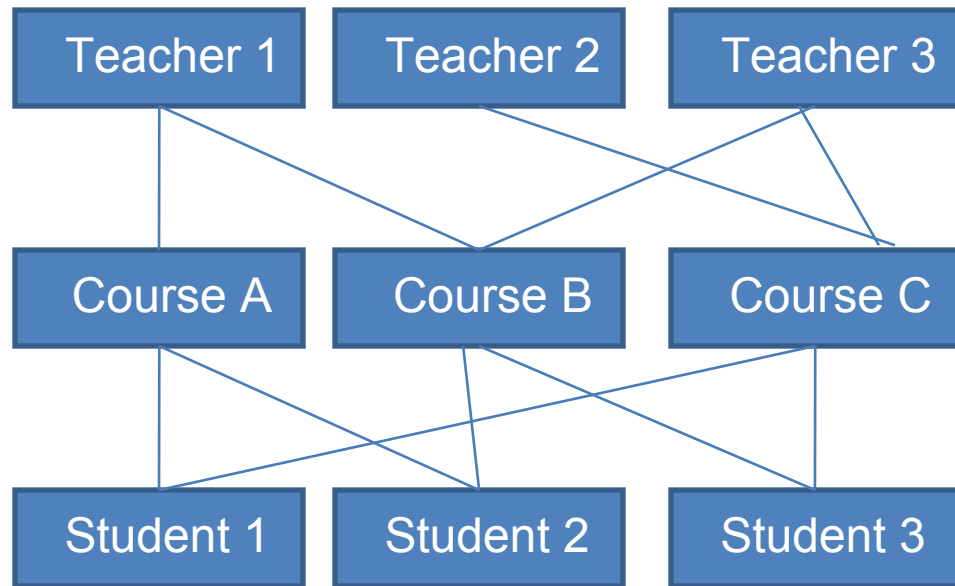 Teacher 1
Teacher 2
Teacher 3
Course A
Course B
Course C
Student 1
Student 2
Student 3